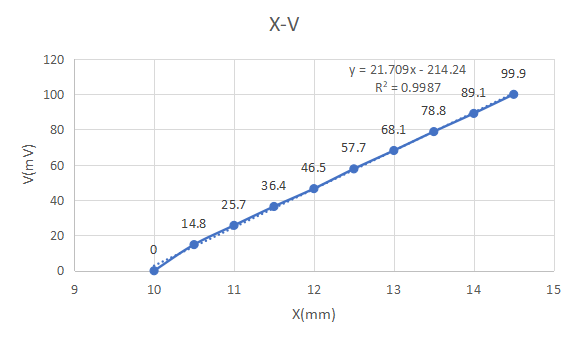 X-V
120
100
80
60
40
20
0
V(mV)
y = 21.709x - 214.24
R² = 0.9987
0
14.8
25.7
36.4
46.5
57.7
68.1
78.8
89.1
99.9
9 10 11 12 13 14 15
X(mm)